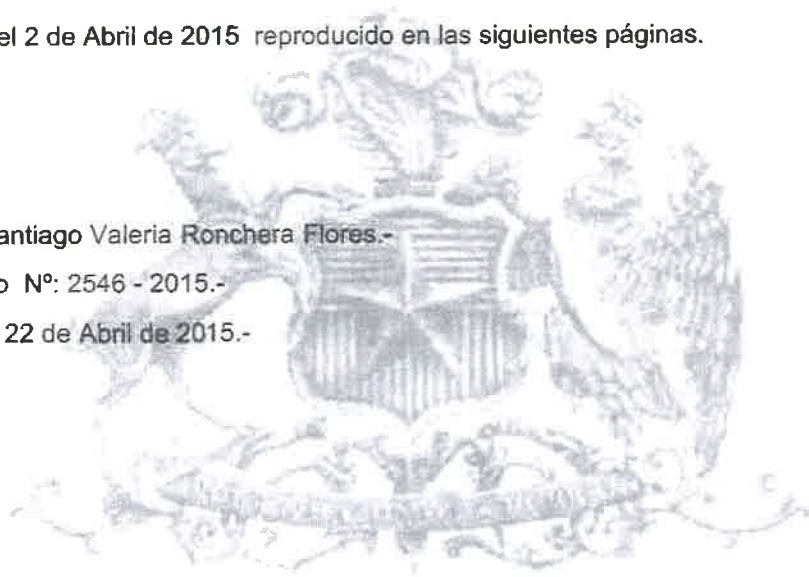 el 2 de Abril de 2015 reproducido en las siguientes páginas.
antiago Valeria Ronchera Flores.-
o Nº: 2546 - 2015.-
22 de Abril de 2015.-